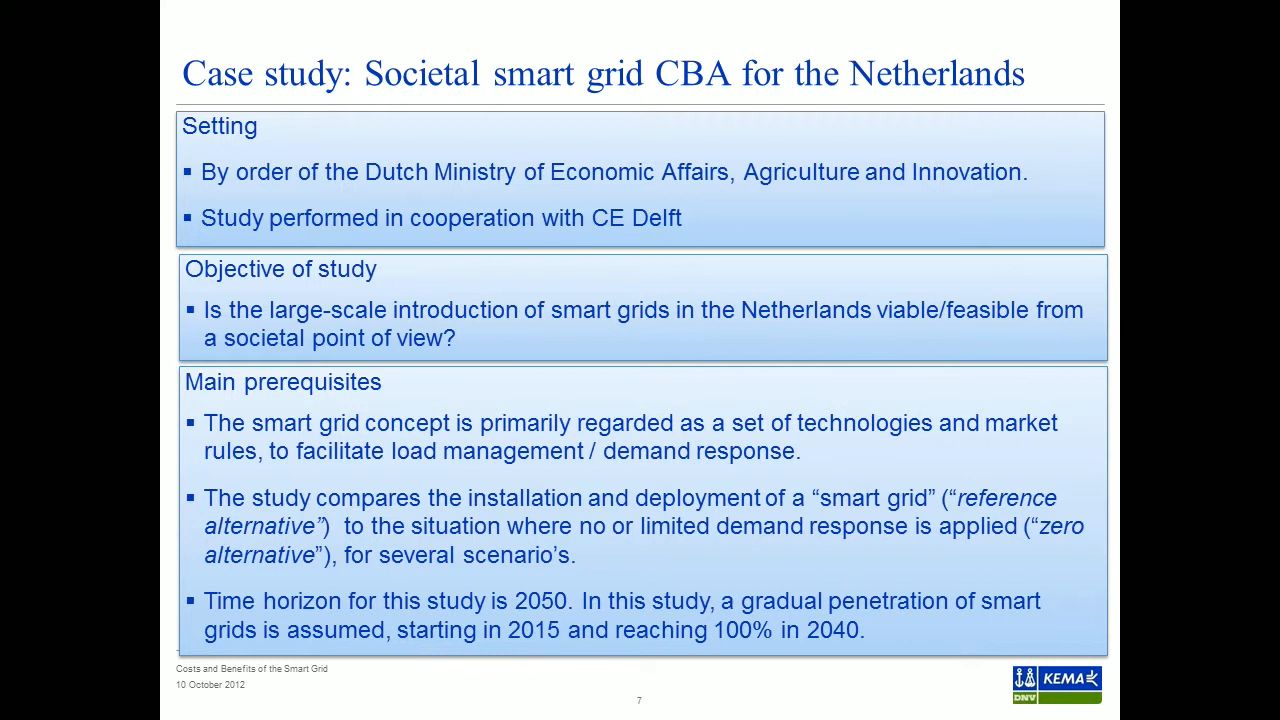 Case study: Societal smart grid CBA for the Netherlands
Setting
▪ By order of the Dutch Ministry of Economic Affairs, Agriculture and Innovation.
▪ Study performed in cooperation with CE Delft
Objective of study
▪ Is the large-scale introduction of smart grids in the Netherlands viable/feasible from
a societal point of view?
Main prerequisites
▪ The smart grid concept is primarily regarded as a set of technologies and market
rules, to facilitate load management / demand response.
▪ The study compares the installation and deployment of a “smart grid” (“reference
alternative”) to the situation where no or limited demand response is applied (“zero
alternative”), for several scenario’s.
▪ Time horizon for this study is 2050. In this study, a gradual penetration of smart
grids is assumed, starting in 2015 and reaching 100% in 2040.
Costs and Benefits of the Smart Grid
10 October 2012
7
KEMA
DNV